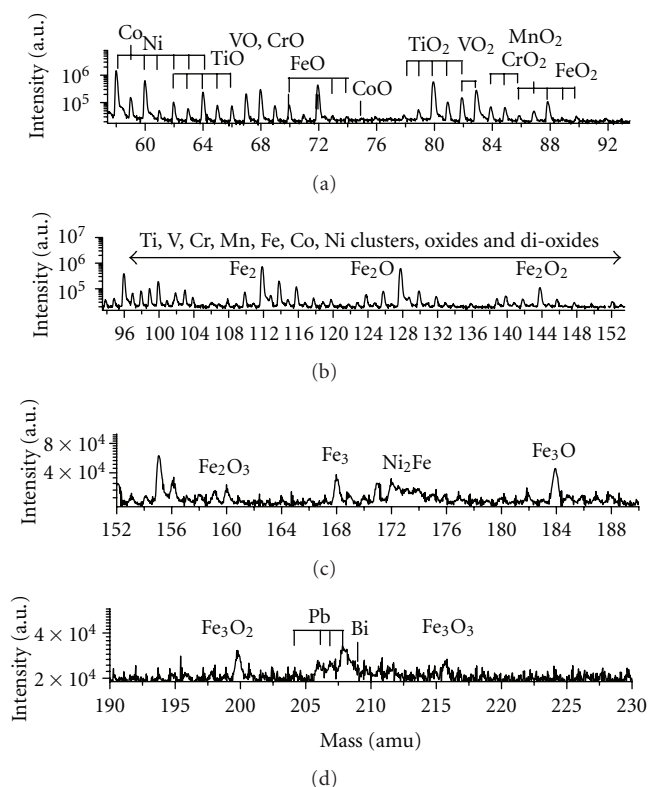 Co
Ni
TiO
VO, CrO
FeO
CoO
TiO₂
VO₂
MnO₂
CrO₂
FeO₂
Intensity (a.u.)
10⁶
10⁵
60 64 68 72 76 80 84 88 92
(a)
Ti, V, Cr, Mn, Fe, Co, Ni clusters, oxides and di-oxides
Fe₂ Fe₂O Fe₂O₂
Intensity (a.u.)
10⁷
10⁶
10⁵
96 100 104 108 112 116 120 124 128 132 136 140 144 148 152
(b)
Fe₂O₃ Fe₃ Ni₂Fe Fe₃O
Intensity (a.u.)
8 × 10⁴
4 × 10⁴
152 156 160 164 168 172 176 180 184 188
(c)
Fe₃O₂ Pb Bi Fe₃O₃
Intensity (a.u.)
4 × 10⁴
2 × 10⁴
190 195 200 205 210 215 220 225 230
Mass (amu)
(d)